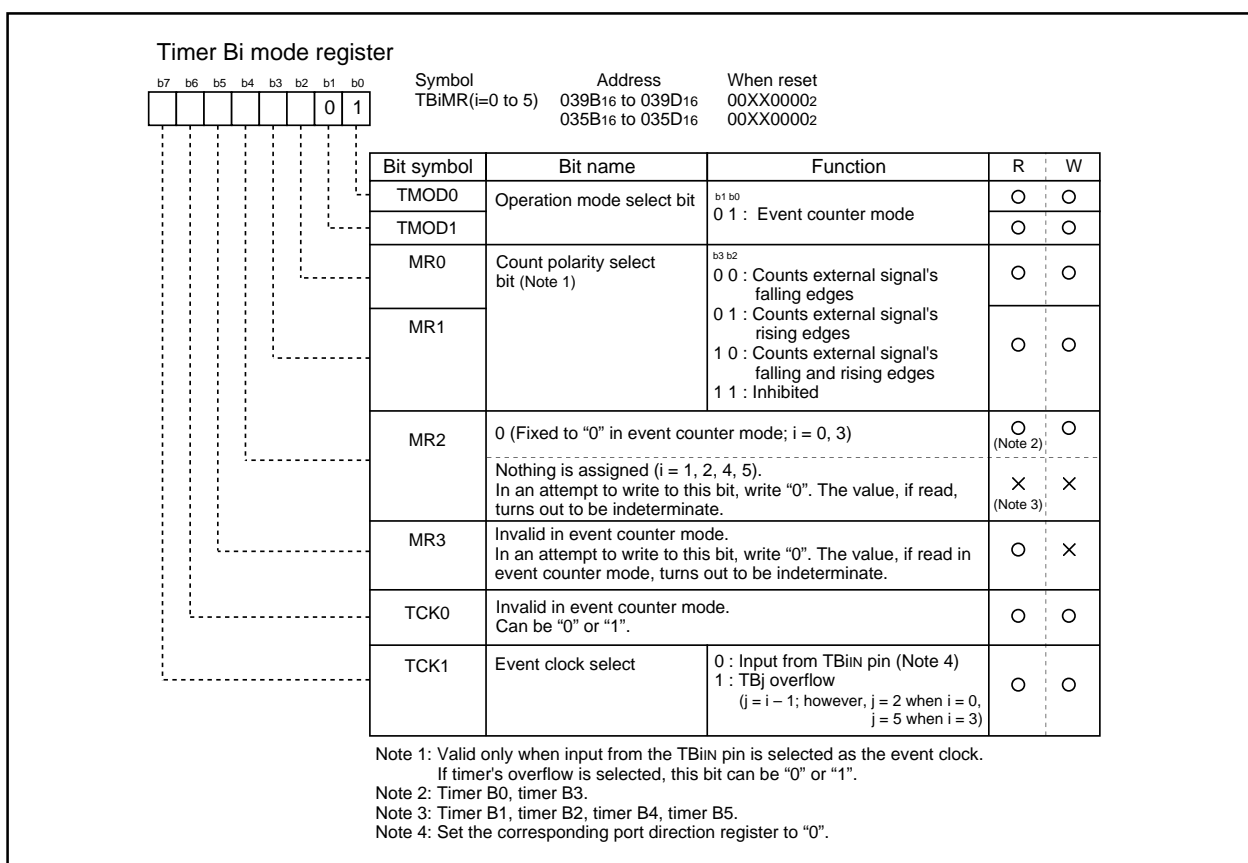 Timer Bi mode register
b7 b6 b5 b4 b3 b2 b1 b0
0 1
Symbol Address When reset
TBiMR(i=0 to 5) 039B16 to 039D16 00XX00002
035B16 to 035D16 00XX00002
Bit symbol Bit name Function R W
TMOD0 Operation mode select bit b1 b0
0 1 : Event counter mode
TMOD1
MR0 Count polarity select
bit (Note 1)
b3 b2
0 0 : Counts external signal's
falling edges
0 1 : Counts external signal's
rising edges
1 0 : Counts external signal's
falling and rising edges
1 1 : Inhibited
MR1
MR2 0 (Fixed to “0” in event counter mode; i = 0, 3)
(Note 2)
Nothing is assigned (i = 1, 2, 4, 5).
In an attempt to write to this bit, write “0”. The value, if read,
turns out to be indeterminate.
(Note 3)
MR3 Invalid in event counter mode.
In an attempt to write to this bit, write “0”. The value, if read in
event counter mode, turns out to be indeterminate.
TCK0 Invalid in event counter mode.
Can be “0” or “1”.
TCK1 Event clock select 0 : Input from TBiIN pin (Note 4)
1 : TBj overflow
(j = i – 1; however, j = 2 when i = 0,
j = 5 when i = 3)
Note 1: Valid only when input from the TBiIN pin is selected as the event clock.
If timer's overflow is selected, this bit can be “0” or “1”.
Note 2: Timer B0, timer B3.
Note 3: Timer B1, timer B2, timer B4, timer B5.
Note 4: Set the corresponding port direction register to “0”.